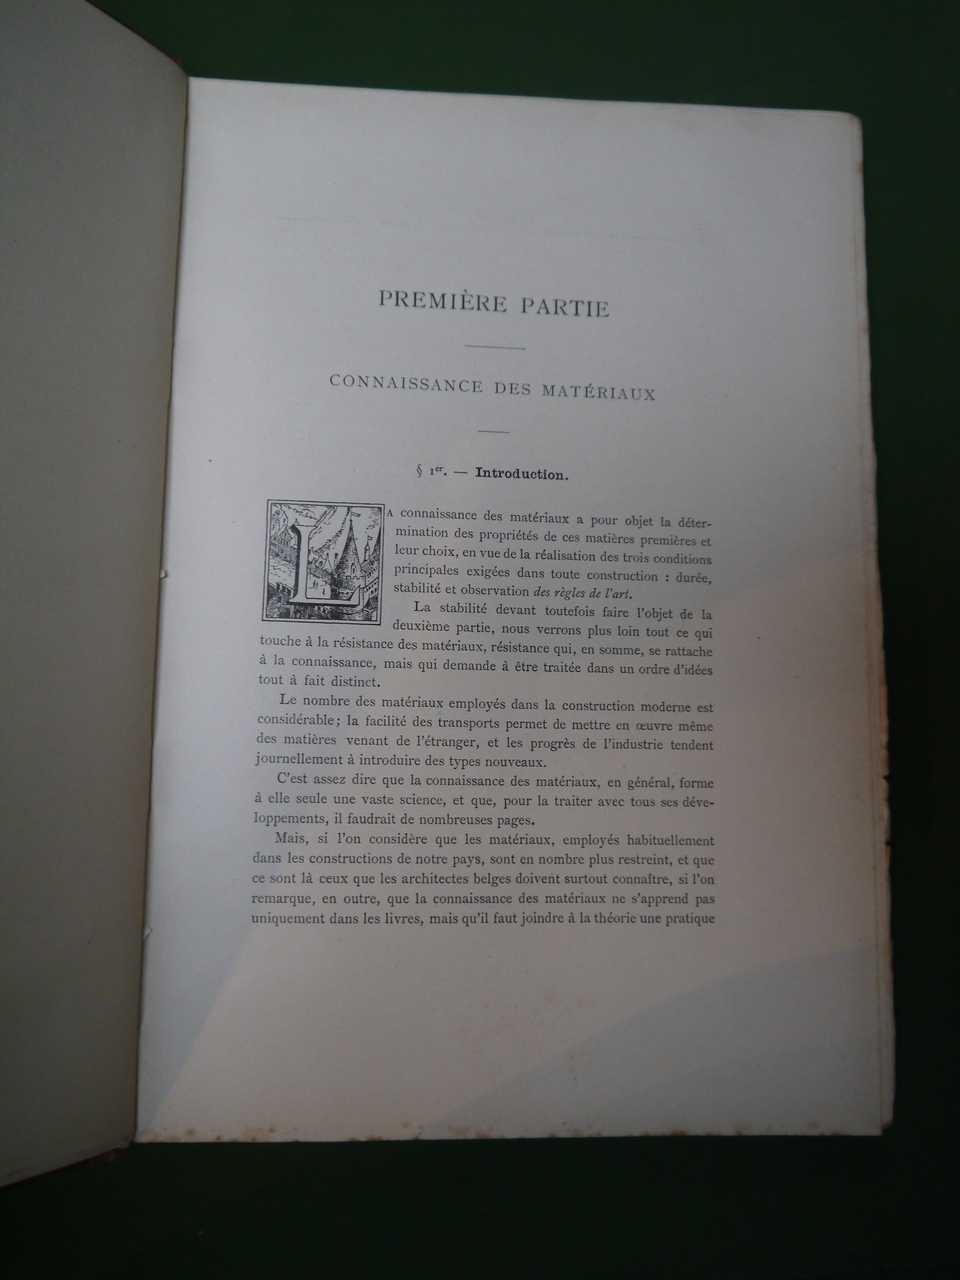 PREMIÈRE PARTIE
CONNAISSANCE DES MATÉRIAUX
§ 1er. — Introduction.
LA connaissance des matériaux a pour objet la déter-
mination des propriétés de ces matières premières et
leur choix, en vue de la réalisation des trois conditions
principales exigées dans toute construction : durée,
stabilité et observation des règles de l'art.
La stabilité devant toutefois faire l'objet de la
deuxième partie, nous verrons plus loin tout ce qui
touche à la résistance des matériaux, résistance qui, en somme, se rattache
à la connaissance, mais qui demande à être traitée dans un ordre d'idées
tout à fait distinct.
Le nombre des matériaux employés dans la construction moderne est
considérable; la facilité des transports permet de mettre en œuvre même
des matières venant de l'étranger, et les progrès de l'industrie tendent
journellement à introduire des types nouveaux.
C'est assez dire que la connaissance des matériaux, en général, forme
à elle seule une vaste science, et que, pour la traiter avec tous ses déve-
loppements, il faudrait de nombreuses pages.
Mais, si l'on considère que les matériaux, employés habituellement
dans les constructions de notre pays, sont en nombre plus restreint, et que
ce sont là ceux que les architectes belges doivent surtout connaître, si l'on
remarque, en outre, que la connaissance des matériaux ne s'apprend pas
uniquement dans les livres, mais qu'il faut joindre à la théorie une pratique